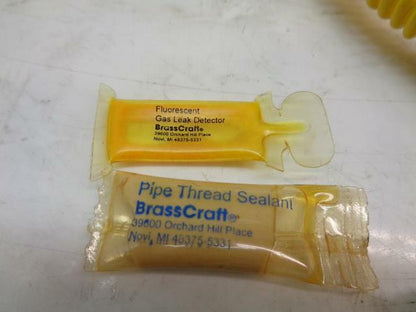 Fluorescent
Gas Leak Detector
BrassCraft®
39600 Orchard Hill Place
Novi, MI 48375-5331
Pipe Thread Sealant
BrassCraft®
39600 Orchard Hill Place
Novi, MI 48375-5331